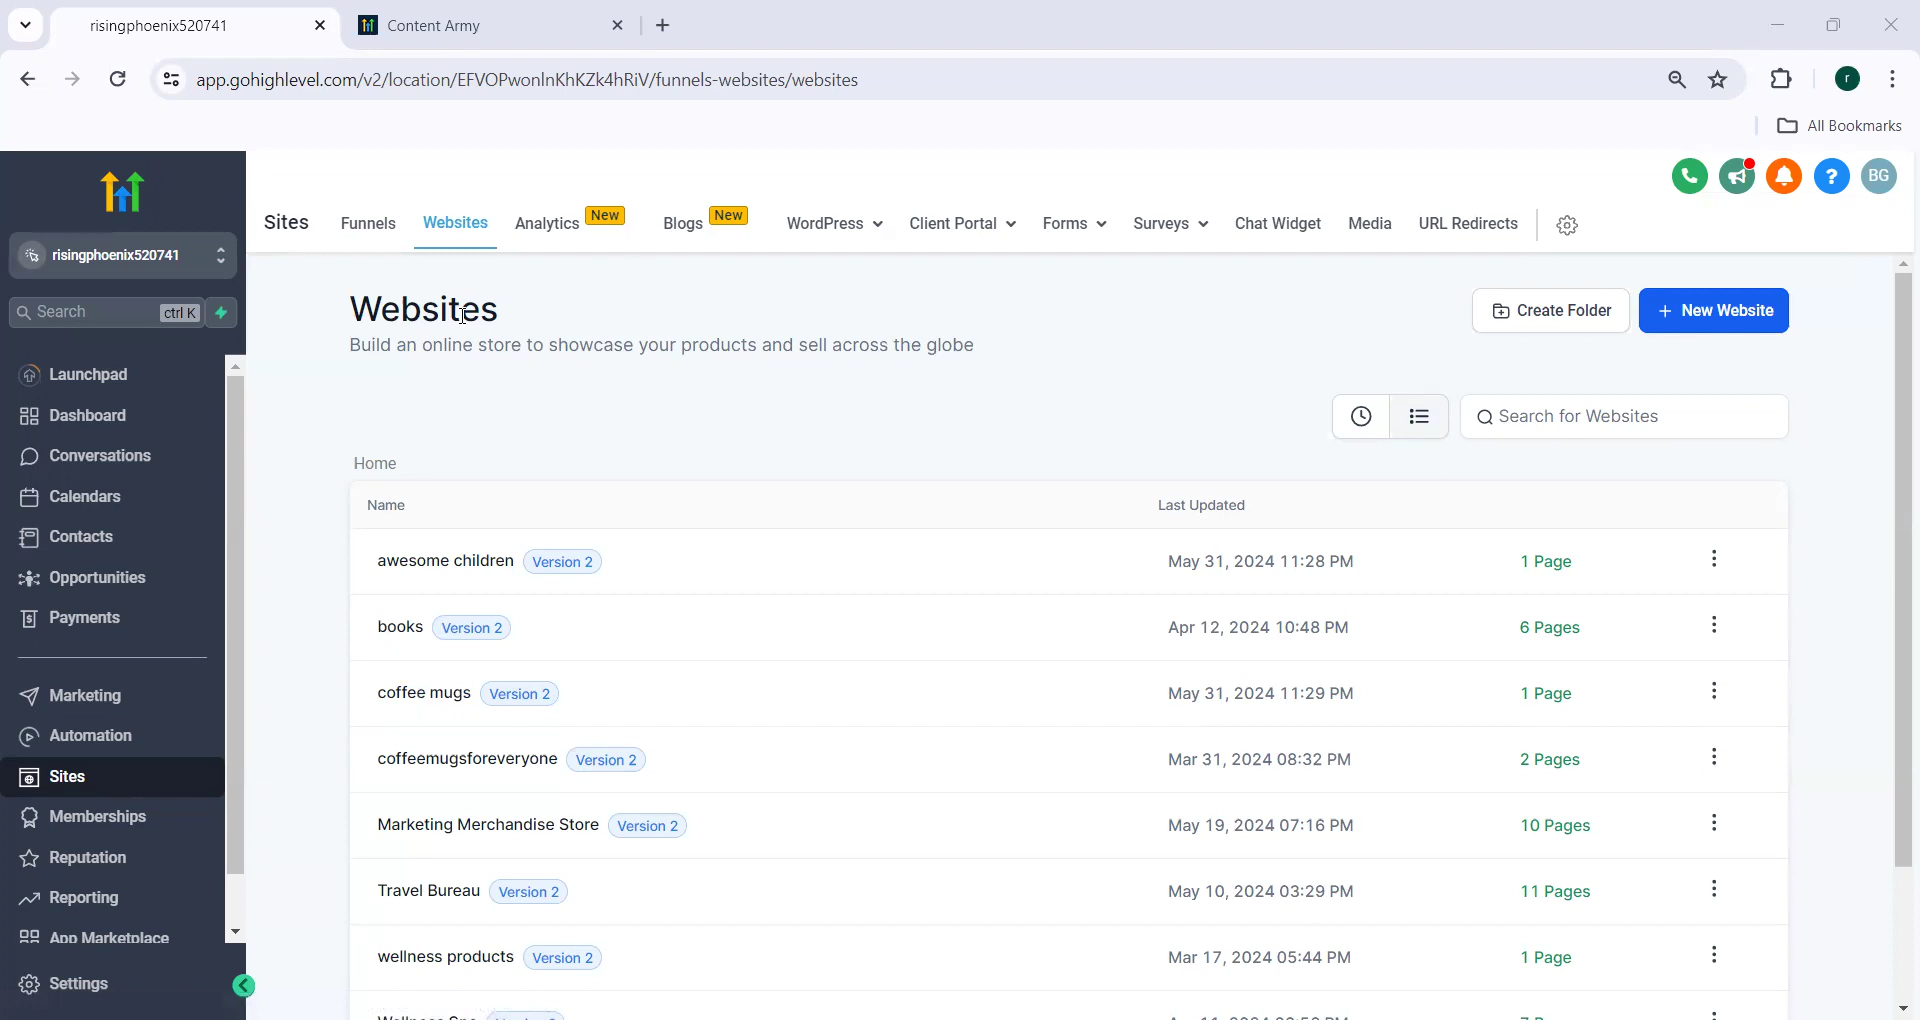 risingphoenix520741
Content Army
app.gohighlevel.com/v2/location/EFVOPwonlnKhKZk4hRiV/funnels-websites/websites
r
All Bookmarks
BG
risingphoenix520741
Search ctrl K
Launchpad
Dashboard
Conversations
Calendars
Contacts
Opportunities
Payments
Marketing
Automation
Sites
Memberships
Reputation
Reporting
App Marketplace
Settings
Sites Funnels Websites Analytics New Blogs New WordPress Client Portal Forms Surveys Chat Widget Media URL Redirects
Websites
Build an online store to showcase your products and sell across the globe
Create Folder
+ New Website
Search for Websites
Home
Name Last Updated
awesome children Version 2 May 31, 2024 11:28 PM 1 Page
books Version 2 Apr 12, 2024 10:48 PM 6 Pages
coffee mugs Version 2 May 31, 2024 11:29 PM 1 Page
coffeemugsforeveryone Version 2 Mar 31, 2024 08:32 PM 2 Pages
Marketing Merchandise Store Version 2 May 19, 2024 07:16 PM 10 Pages
Travel Bureau Version 2 May 10, 2024 03:29 PM 11 Pages
wellness products Version 2 Mar 17, 2024 05:44 PM 1 Page